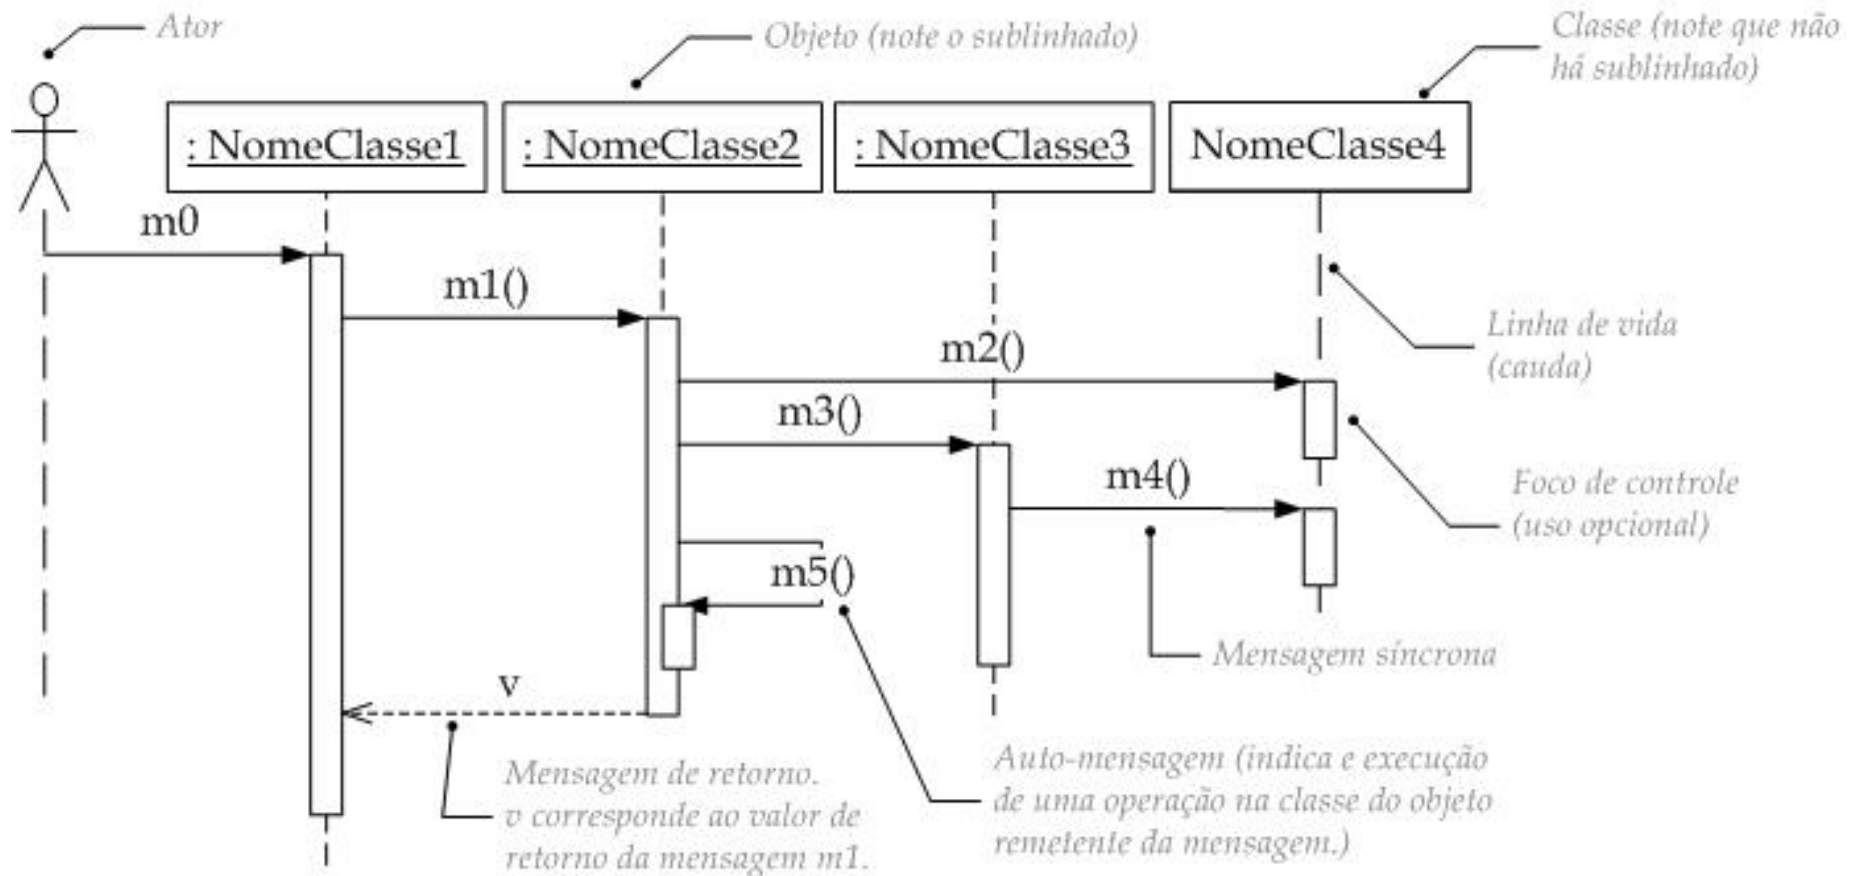 Ator
Objeto (note o sublinhado)
Classe (note que não
há sublinhado)
: NomeClasse1
: NomeClasse2
: NomeClasse3
NomeClasse4
m0
m1()
Linha de vida
(cauda)
m2()
m3()
m4()
Foco de controle
(uso opcional)
m5()
Mensagem síncrona
v
Mensagem de retorno.
v corresponde ao valor de
retorno da mensagem m1.
Auto-mensagem (indica e execução
de uma operação na classe do objeto
remetente da mensagem.)